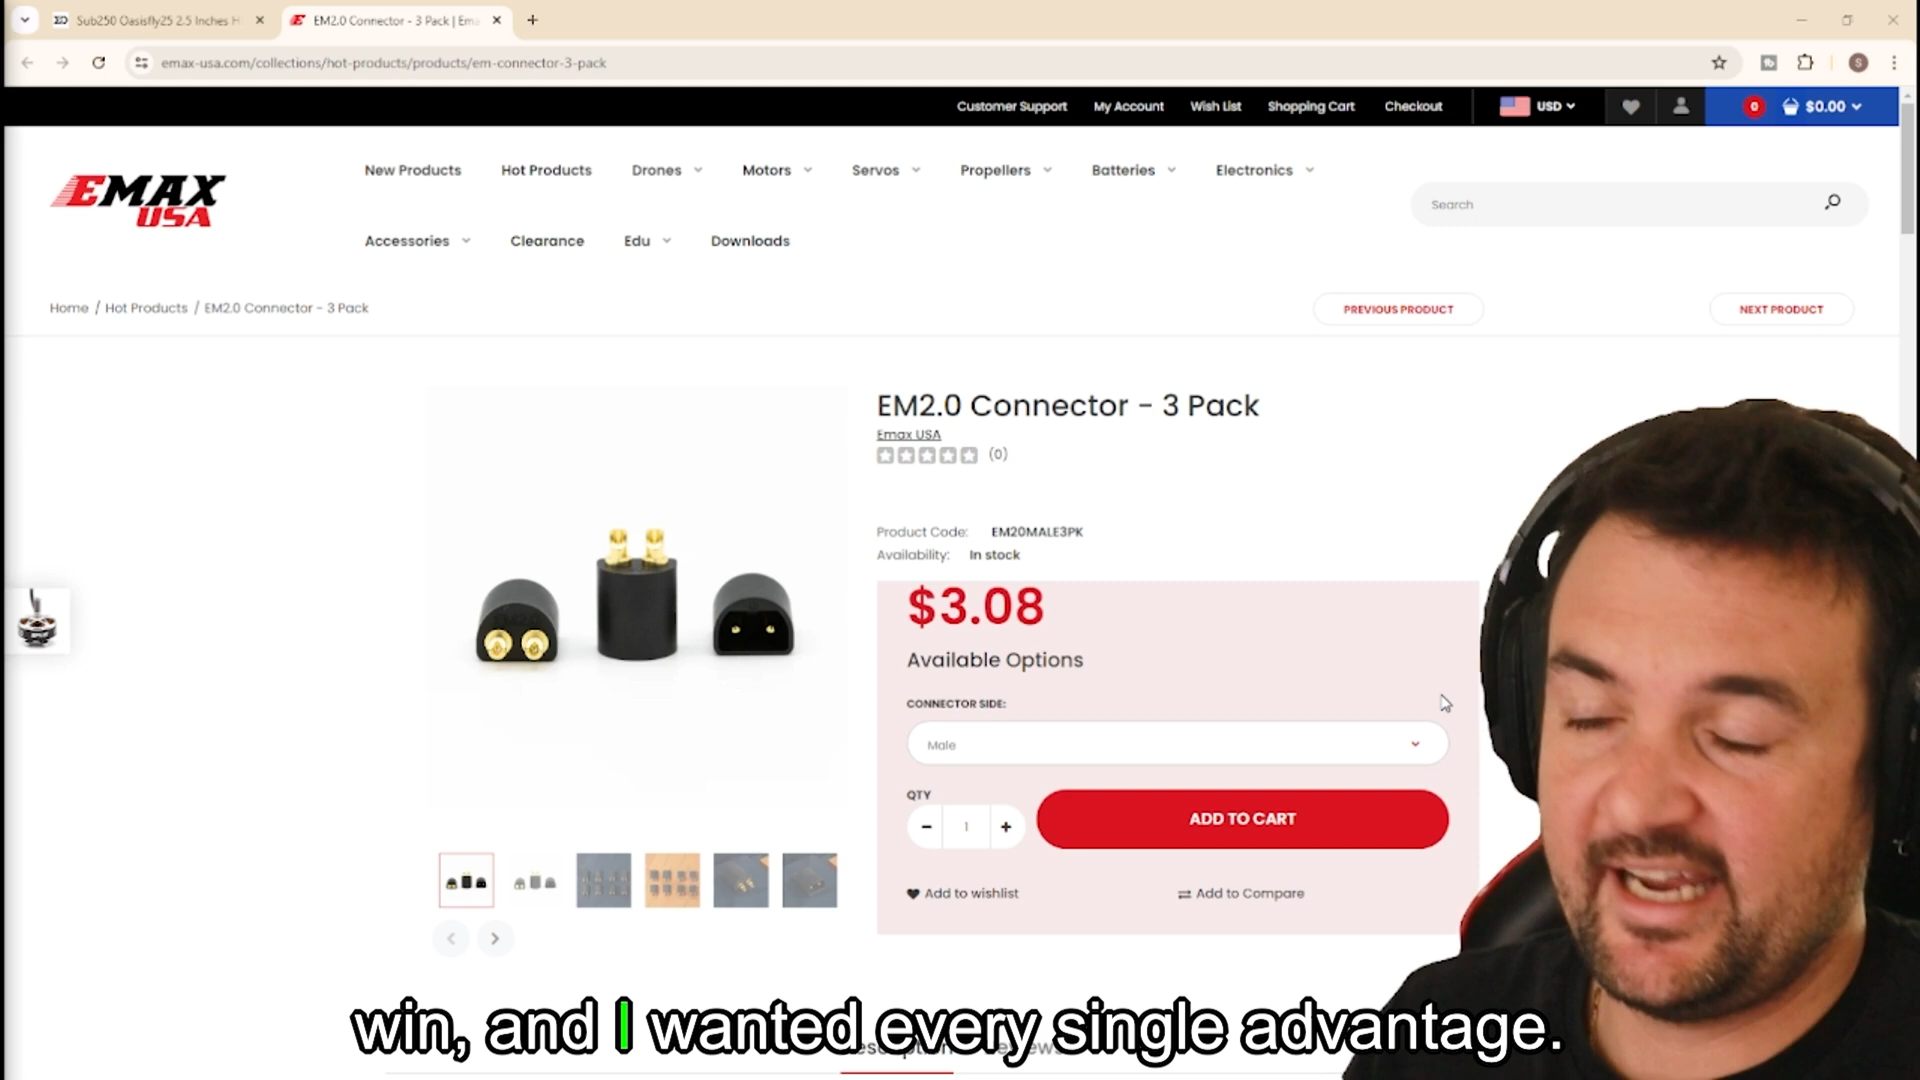 Sub250 Oasisfly25 2.5 Inches H
EM2.0 Connector - 3 Pack | Ema
emax-usa.com/collections/hot-products/products/em-connector-3-pack
S
Customer Support My Account Wish List Shopping Cart Checkout USD 0 $0.00
EMAX
USA
New Products Hot Products Drones Motors Servos Propellers Batteries Electronics
Search
Accessories Clearance Edu Downloads
Home / Hot Products / EM2.0 Connector - 3 Pack
PREVIOUS PRODUCT
NEXT PRODUCT
EM2.0 Connector - 3 Pack
Emax USA
(0)
Product Code: EM20MALE3PK
Availability: In stock
$3.08
Available Options
CONNECTOR SIDE:
Male
QTY
- 1 +
ADD TO CART
Add to wishlist
Add to Compare
win, and I wanted every single advantage.